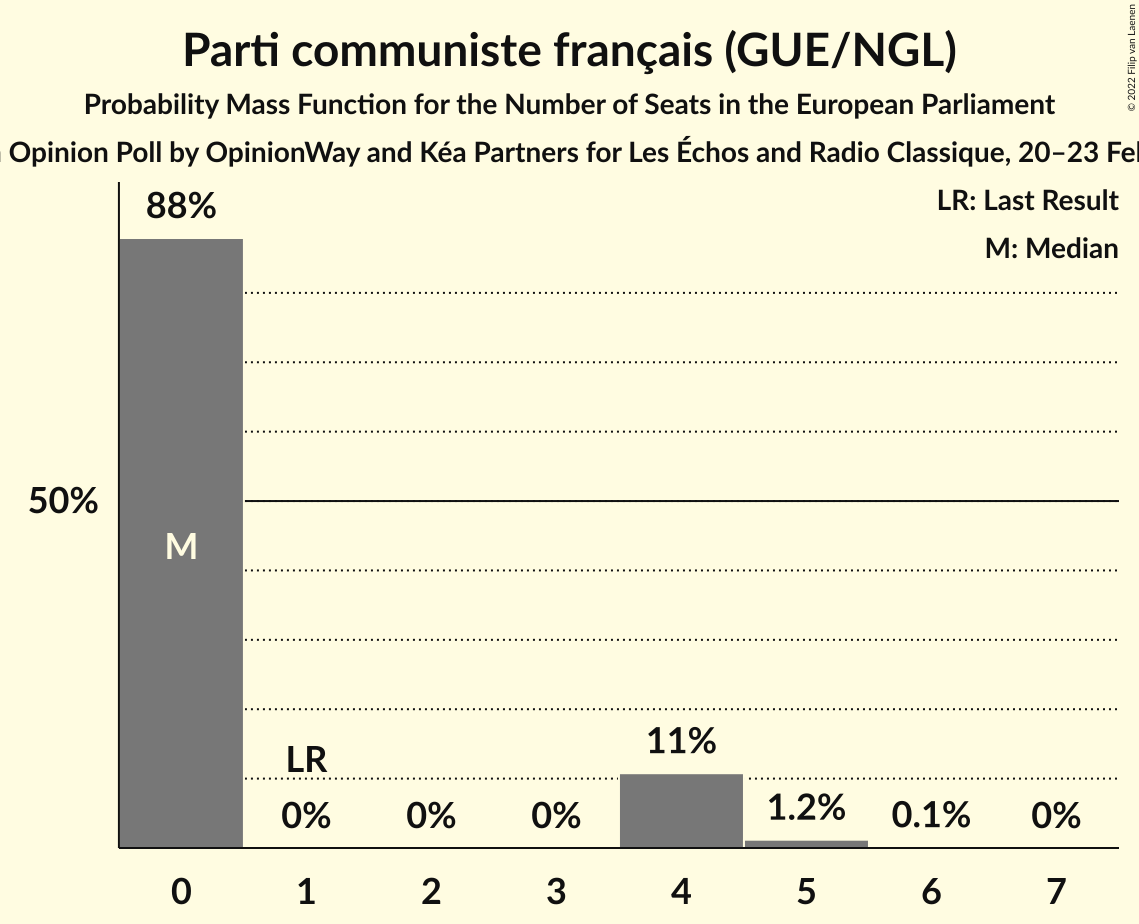 Parti communiste français (GUE/NGL)
Probability Mass Function for the Number of Seats in the European Parliament
Opinion Poll by OpinionWay and Kéa Partners for Les Échos and Radio Classique, 20–23
© 2022 Filip van Laenen
LR: Last Result
M: Median
88%
50%
M
LR
0%
0%
0%
11%
1.2%
0.1%
0%
0 1 2 3 4 5 6 7